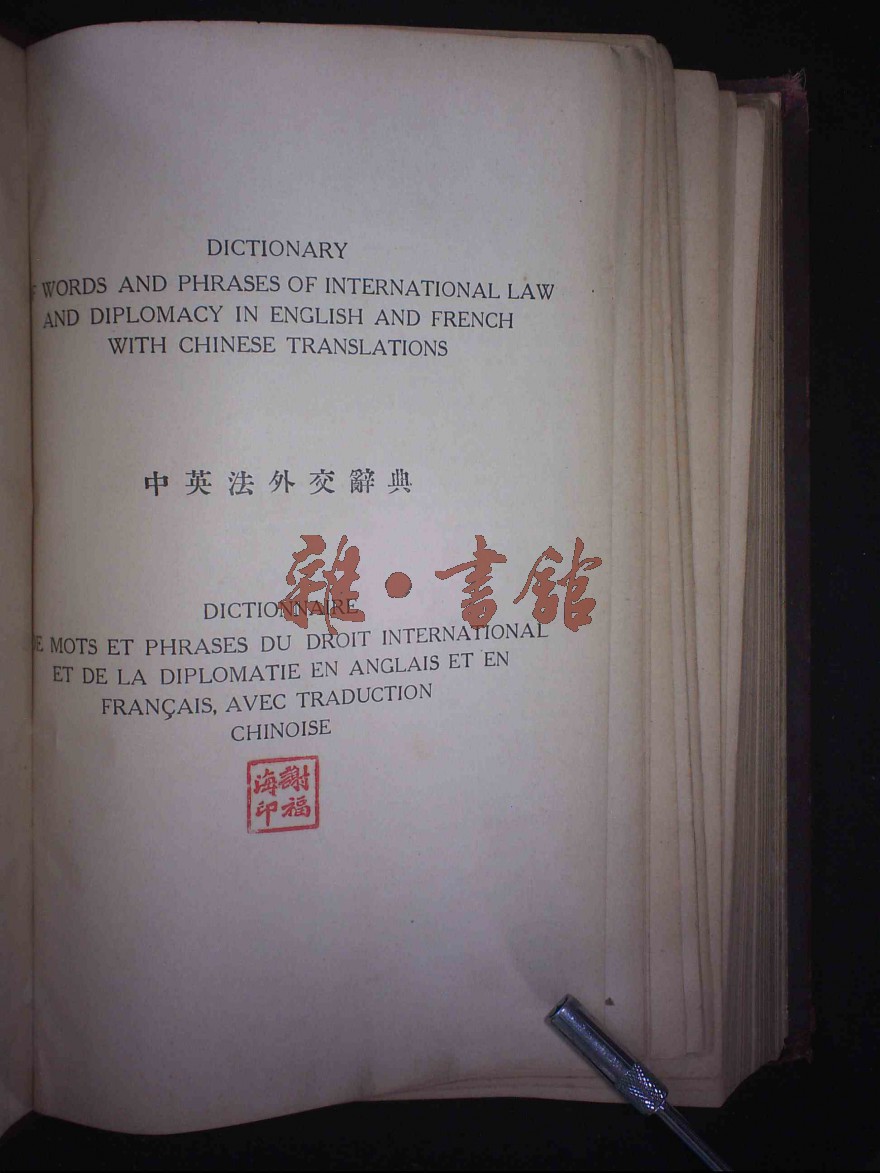 DICTIONARY
OF WORDS AND PHRASES OF INTERNATIONAL LAW
AND DIPLOMACY IN ENGLISH AND FRENCH
WITH CHINESE TRANSLATIONS
中英法外交辭典
雜·書館
DICTIONNAIRE
DE MOTS ET PHRASES DU DROIT INTERNATIONAL
ET DE LA DIPLOMATIE EN ANGLAIS ET EN
FRANÇAIS, AVEC TRADUCTION
CHINOISE
謝福
海印